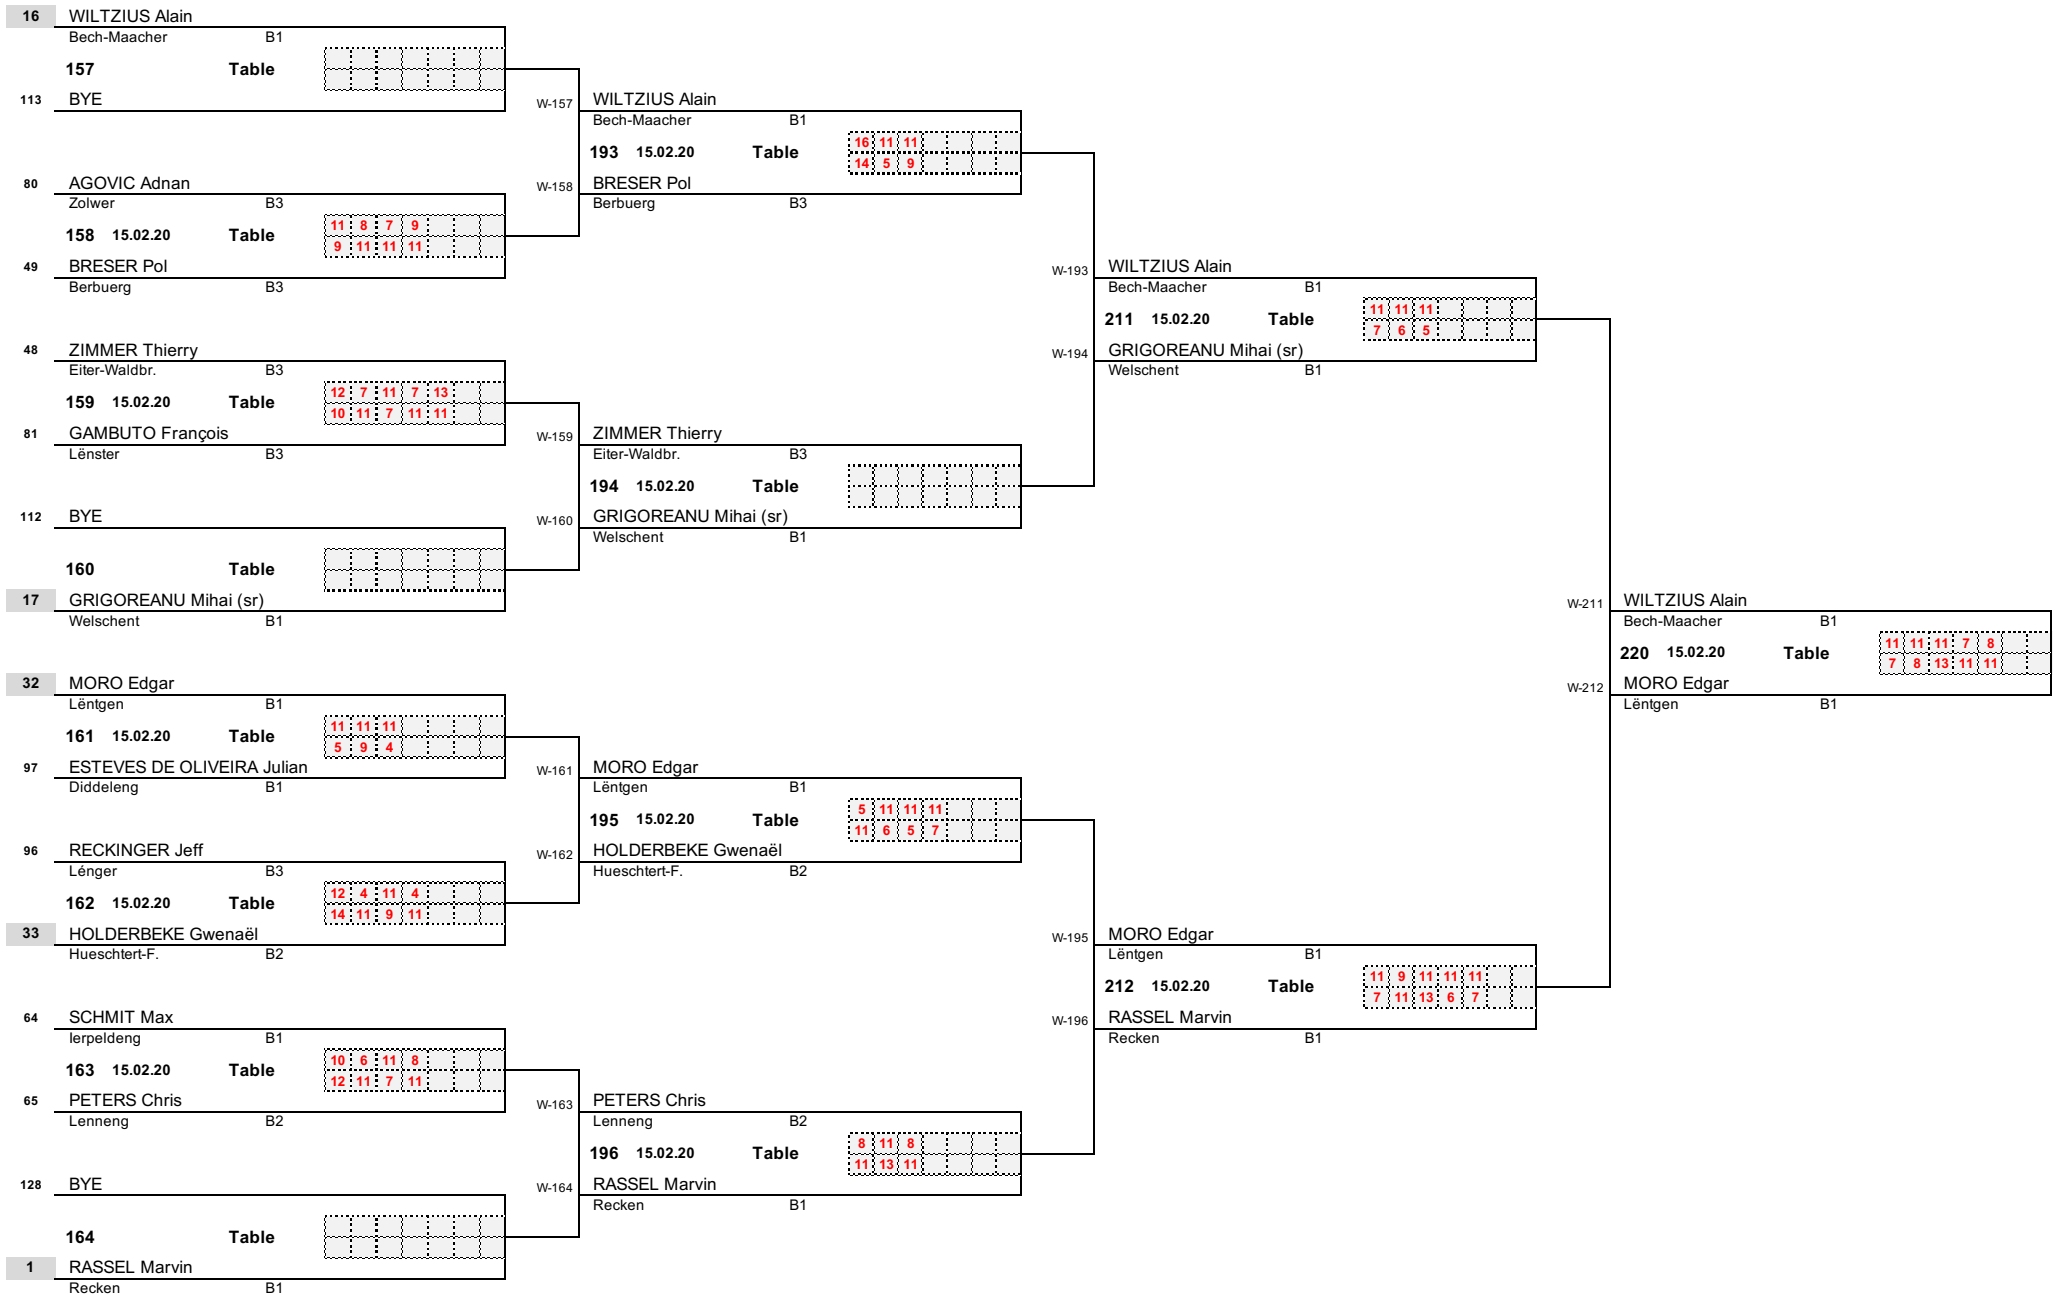 16 WILTZIUS Alain
Bech-Maacher B1
157 Table
113 BYE
W-157 WILTZIUS Alain
Bech-Maacher B1
193 15.02.20 Table
16 11 11
14 5 9
W-158 BRESER Pol
Berbuerg B3
80 AGOVIC Adnan
Zolwer B3
158 15.02.20 Table
11 8 7 9
9 11 11 11
49 BRESER Pol
Berbuerg B3
W-193 WILTZIUS Alain
Bech-Maacher B1
211 15.02.20 Table
11 11 11
7 6 5
W-194 GRIGOREANU Mihai (sr)
Welschent B1
48 ZIMMER Thierry
Eiter-Waldbr. B3
159 15.02.20 Table
12 7 11 7 13
10 11 7 11 11
81 GAMBUTO François
Lënster B3
W-159 ZIMMER Thierry
Eiter-Waldbr. B3
194 15.02.20 Table
W-160 GRIGOREANU Mihai (sr)
Welschent B1
112 BYE
160 Table
17 GRIGOREANU Mihai (sr)
Welschent B1
W-211 WILTZIUS Alain
Bech-Maacher B1
220 15.02.20 Table
11 11 11 7 8
7 8 13 11 11
W-212 MORO Edgar
Lëntgen B1
32 MORO Edgar
Lëntgen B1
161 15.02.20 Table
11 11 11
5 9 4
97 ESTEVES DE OLIVEIRA Julian
Diddeleng B1
W-161 MORO Edgar
Lëntgen B1
195 15.02.20 Table
5 11 11 11
11 6 5 7
W-162 HOLDERBEKE Gwenaël
Hueschtert-F. B2
96 RECKINGER Jeff
Lénger B3
162 15.02.20 Table
12 4 11 4
14 11 9 11
33 HOLDERBEKE Gwenaël
Hueschtert-F. B2
W-195 MORO Edgar
Lëntgen B1
212 15.02.20 Table
11 9 11 11 11
7 11 13 6 7
W-196 RASSEL Marvin
Recken B1
64 SCHMIT Max
Ierpeldeng B1
163 15.02.20 Table
10 6 11 8
12 11 7 11
65 PETERS Chris
Lenneng B2
W-163 PETERS Chris
Lenneng B2
196 15.02.20 Table
8 11 8
11 13 11
W-164 RASSEL Marvin
Recken B1
128 BYE
164 Table
1 RASSEL Marvin
Recken B1